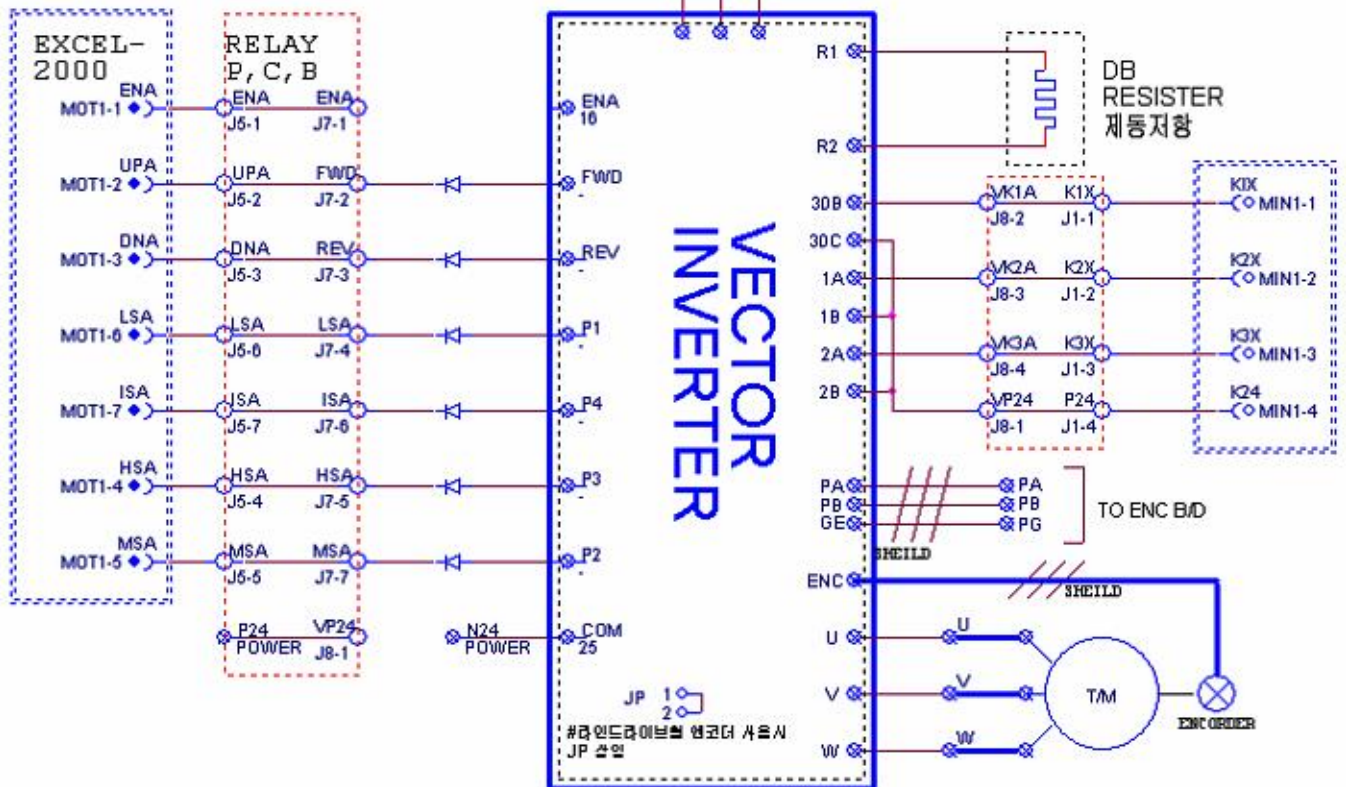 EXCEL-
2000
RELAY
P,C,B
ENA
MOT1-1
ENA ENA
J5-1 J7-1
ENA
16
UPA
MOT1-2
UPA FWD
J5-2 J7-2
FWD
-
DNA
MOT1-3
DNA REV
J5-3 J7-3
REV
-
LSA
MOT1-6
LSA LSA
J5-6 J7-4
P1
-
ISA
MOT1-7
ISA ISA
J5-7 J7-6
P4
-
HSA
MOT1-4
HSA HSA
J5-4 J7-5
P3
-
MSA
MOT1-5
MSA MSA
J5-5 J7-7
P2
-
P24 VP24
POWER J8-1
N24
POWER
COM
25
JP 1
2
#라인드라이브형 엔코더 사용시
JP 삽입
VECTOR
INVERTER
R1
R2
DB
RESISTER
제동저항
30B
VK1A K1X
J8-2 J1-1
K1X
MIN1-1
30C
1A
VK2A K2X
J8-3 J1-2
K2X
MIN1-2
1B
2A
VK3A K3X
J8-4 J1-3
K3X
MIN1-3
2B
VP24 P24
J8-1 J1-4
K24
MIN1-4
PA PA
PB PB
GE PG
TO ENC B/D
SHEILD
ENC
SHEILD
U U
V V
W W
T/M
ENCORDER